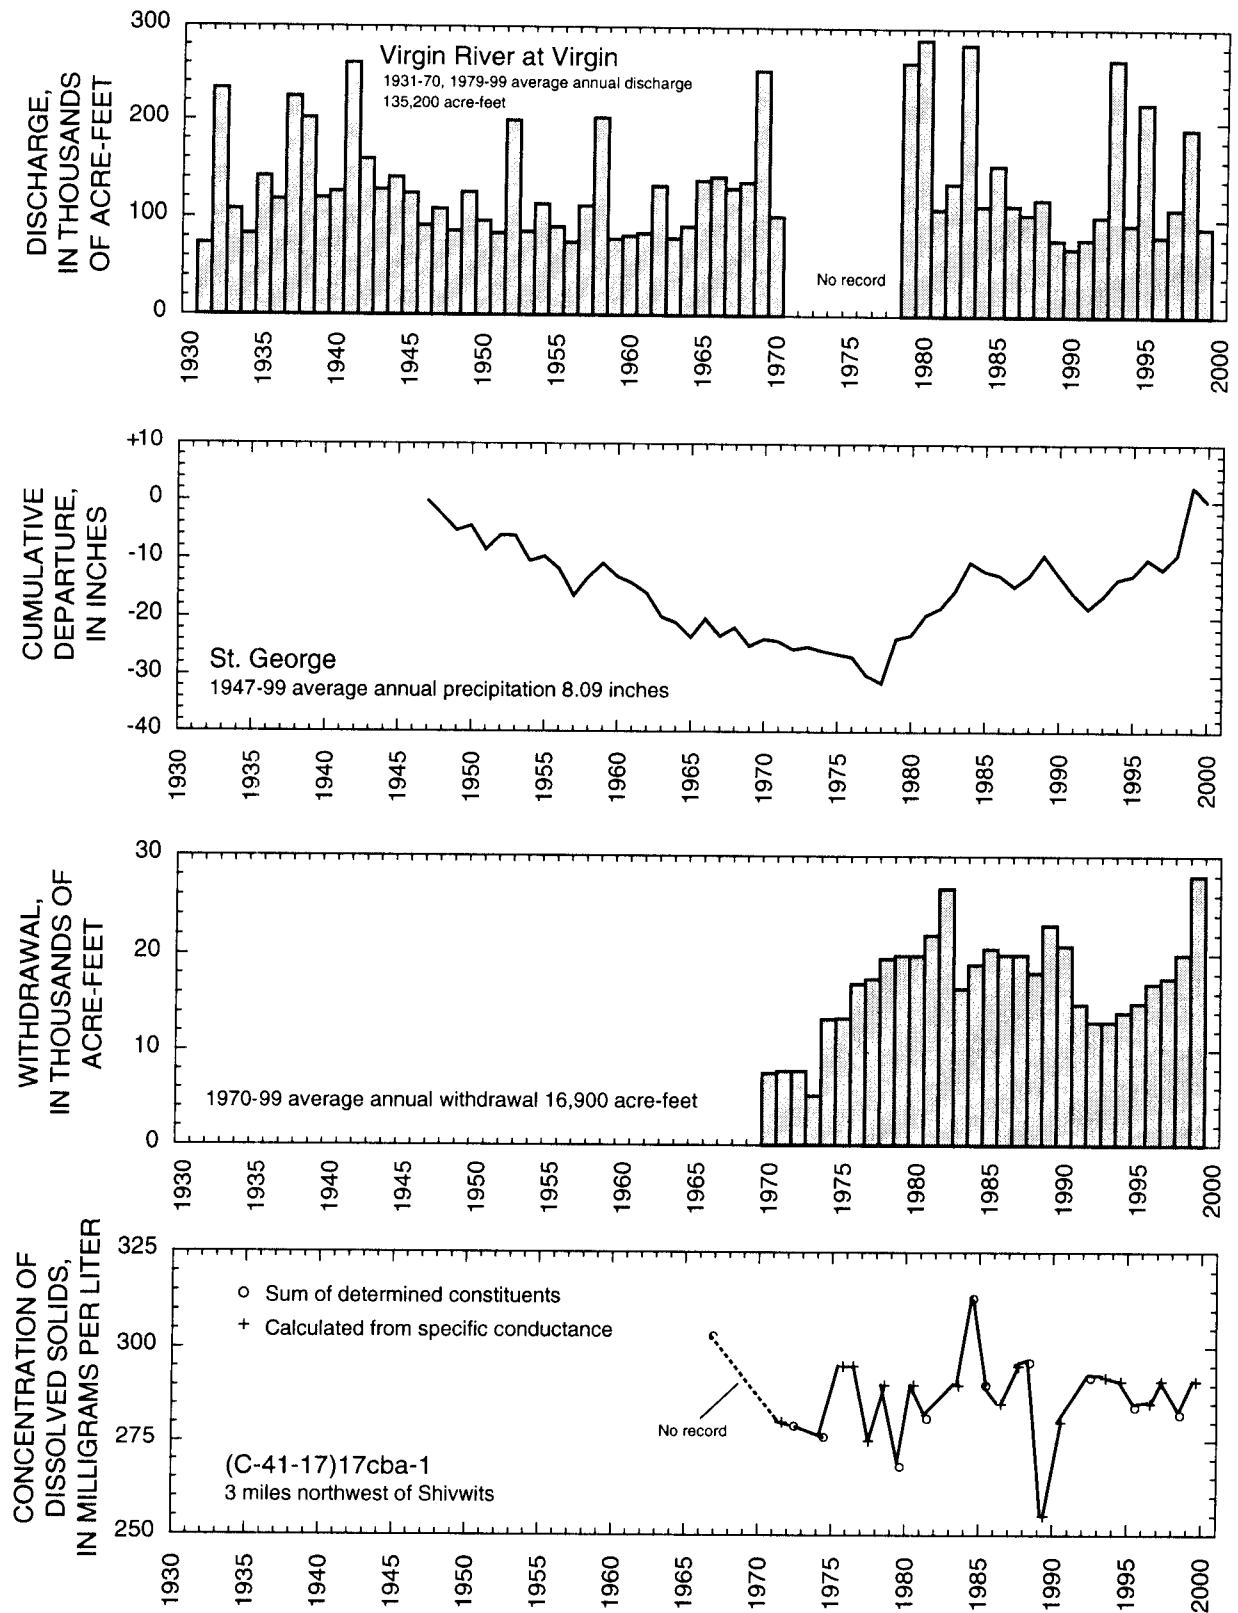 DISCHARGE,
IN THOUSANDS
OF ACRE-FEET
300
200
100
0
Virgin River at Virgin
1931-70, 1979-99 average annual discharge
135,200 acre-feet
No record
1930 1935 1940 1945 1950 1955 1960 1965 1970 1975 1980 1985 1990 1995 2000
CUMULATIVE
DEPARTURE,
IN INCHES
+10
0
-10
-20
-30
-40
St. George
1947-99 average annual precipitation 8.09 inches
1930 1935 1940 1945 1950 1955 1960 1965 1970 1975 1980 1985 1990 1995 2000
WITHDRAWAL,
IN THOUSANDS OF
ACRE-FEET
30
20
10
0
1970-99 average annual withdrawal 16,900 acre-feet
1930 1935 1940 1945 1950 1955 1960 1965 1970 1975 1980 1985 1990 1995 2000
CONCENTRATION OF
DISSOLVED SOLIDS,
IN MILLIGRAMS PER LITER
325
300
275
250
Sum of determined constituents
Calculated from specific conductance
No record
(C-41-17)17cba-1
3 miles northwest of Shivwits
1930 1935 1940 1945 1950 1955 1960 1965 1970 1975 1980 1985 1990 1995 2000